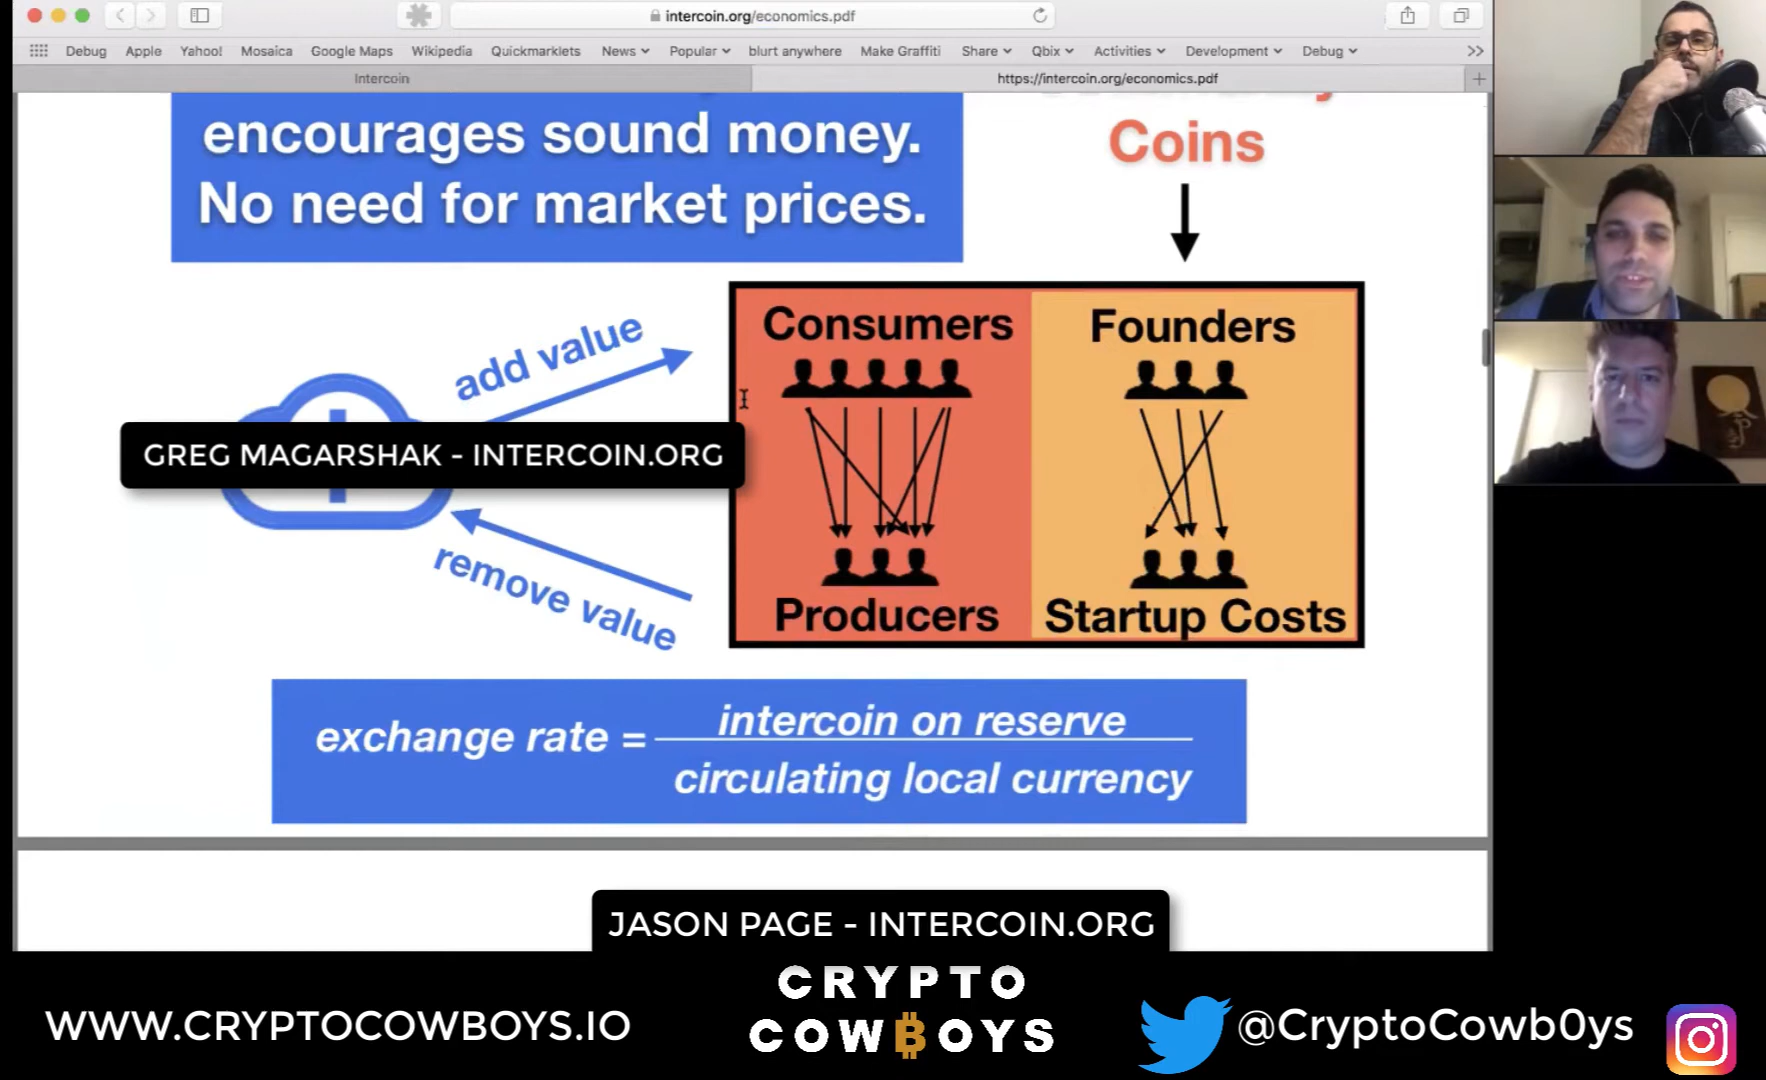 intercoin.org/economics.pdf
Debug Apple Yahoo! Mosaica Google Maps Wikipedia Quickmarklets News Popular blurt anywhere Make Graffiti Share Qbix Activities Development Debug
Intercoin
https://intercoin.org/economics.pdf
encourages sound money.
No need for market prices.
Coins
Consumers
Founders
add value
GREG MAGARSHAK - INTERCOIN.ORG
remove value
Producers
Startup Costs
exchange rate = intercoin on reserve
circulating local currency
JASON PAGE - INTERCOIN.ORG
WWW.CRYPTOCOWBOYS.IO
CRYPTO
COWBOYS
@CryptoCowb0ys